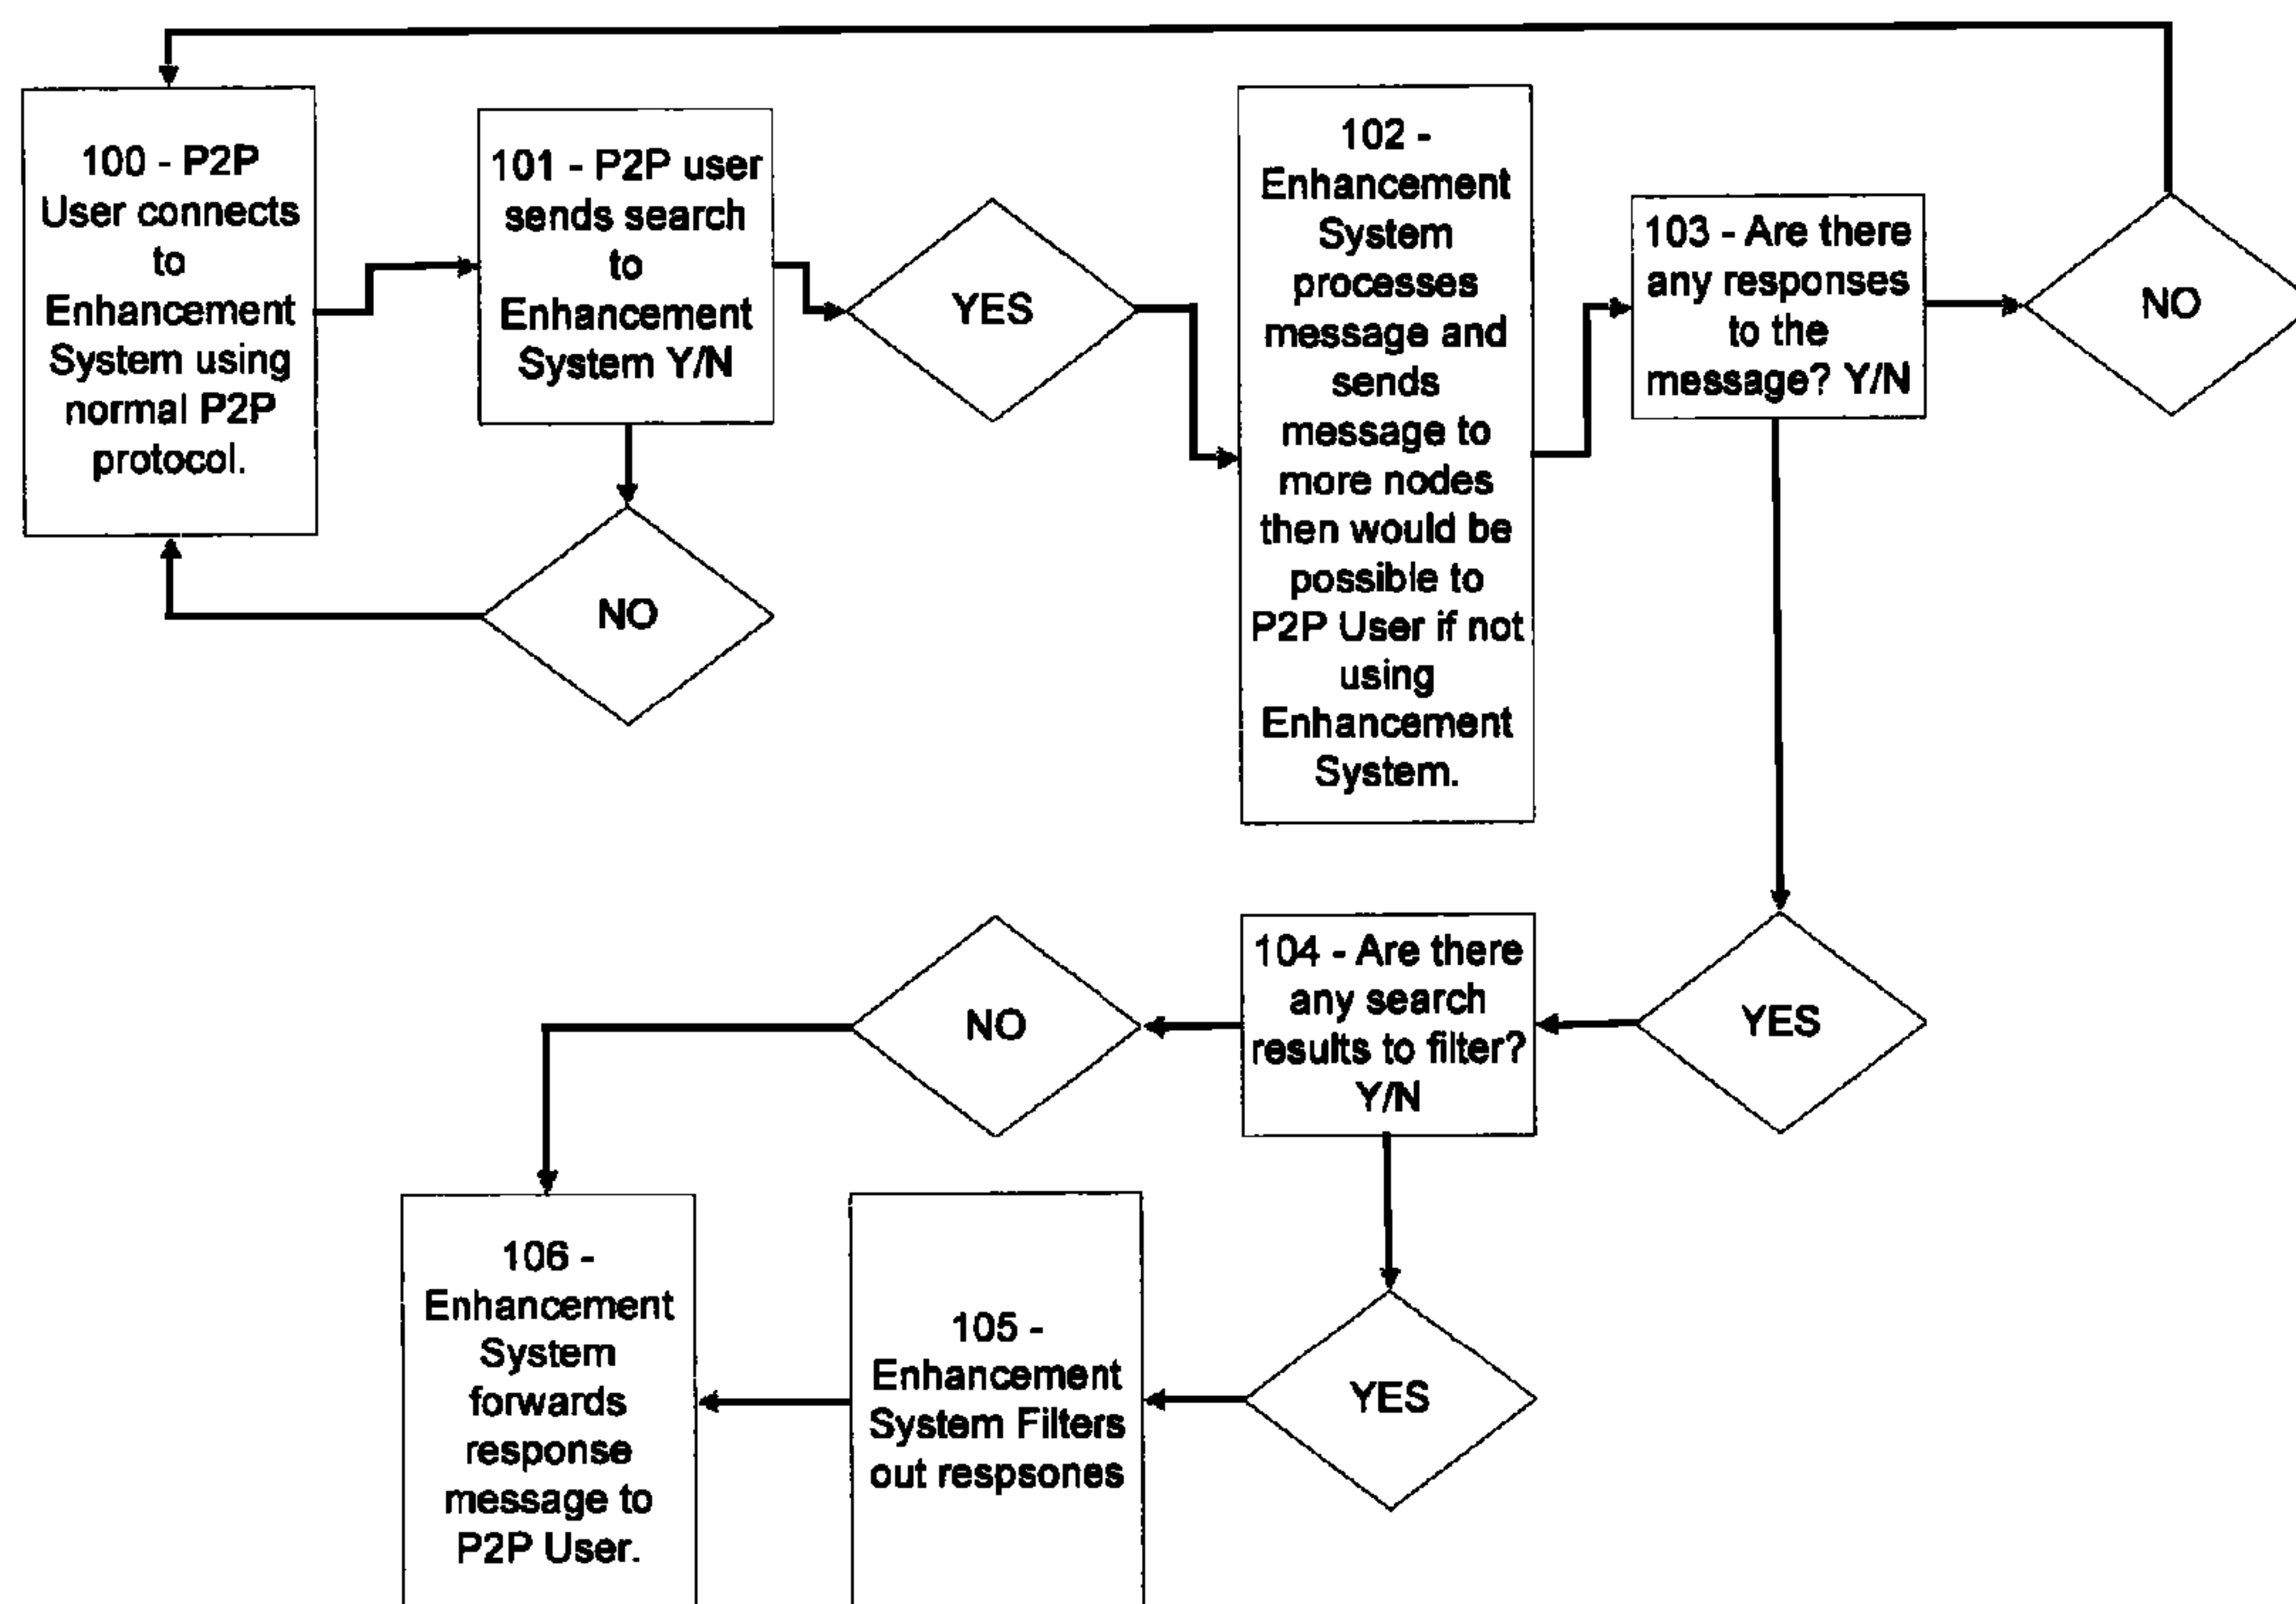 100 - P2P
User connects
to
Enhancement
System using
normal P2P
protocol.
101 - P2P user
sends search
to
Enhancement
System Y/N
YES
NO
102 -
Enhancement
System
processes
message and
sends
message to
more nodes
then would be
possible to
P2P User if not
using
Enhancement
System.
103 - Are there
any responses
to the
message? Y/N
NO
YES
104 - Are there
any search
results to filter?
Y/N
NO
YES
105 -
Enhancement
System Filters
out respsones
106 -
Enhancement
System
forwards
response
message to
P2P User.